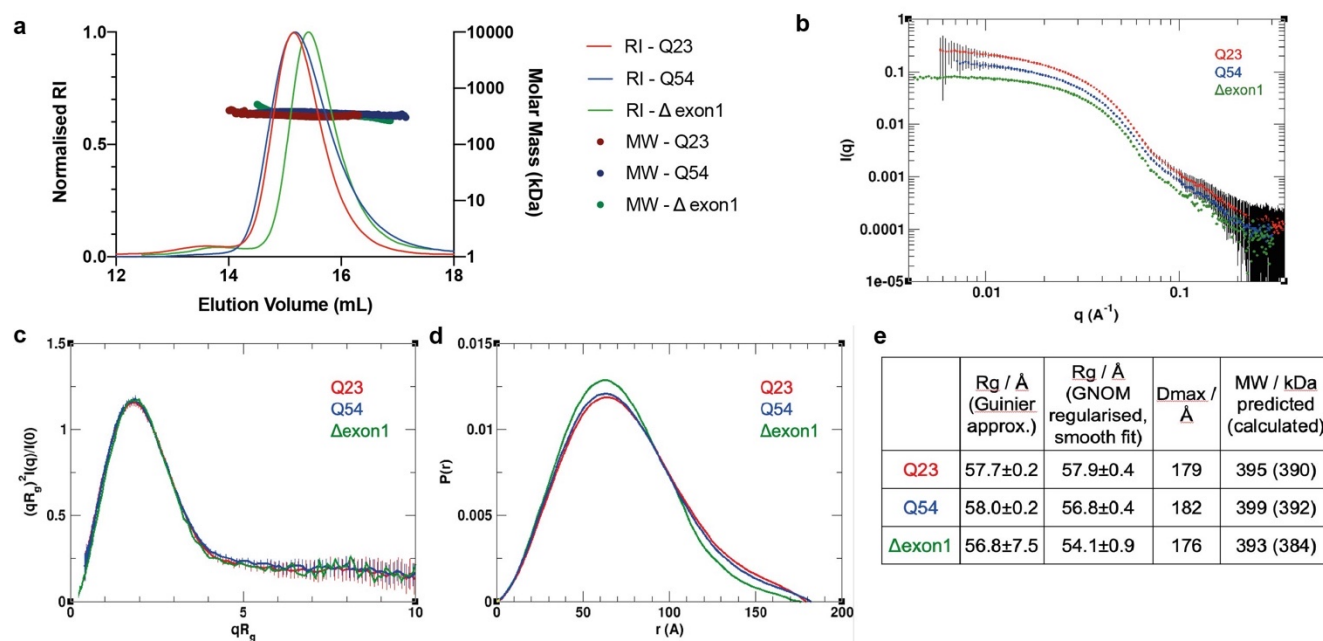 a
1.0
0.8
0.6
0.4
0.2
0.0
Normalised RI
12
14
16
18
Elution Volume (mL)
10000
1000
100
10
1
Molar Mass (kDa)
RI - Q23
RI - Q54
RI - Δ exon1
MW - Q23
MW - Q54
MW - Δ exon1
b
1
0.1
0.01
0.001
0.0001
1e-05
I(q)
0.01
0.1
q (A⁻¹)
Q23
Q54
Δexon1
c
1.5
1
0.5
0
(qRg)²I(q)/I(0)
0
5
10
qRg
Q23
Q54
Δexon1
d
0.015
0.01
0.005
0
P(r)
0
50
100
150
200
r (A)
Q23
Q54
Δexon1
e
Rg / Å (Guinier approx.)
Rg / Å (GNOM regularised, smooth fit)
Dmax / Å
MW / kDa predicted (calculated)
Q23 57.7±0.2 57.9±0.4 179 395 (390)
Q54 58.0±0.2 56.8±0.4 182 399 (392)
Δexon1 56.8±7.5 54.1±0.9 176 393 (384)